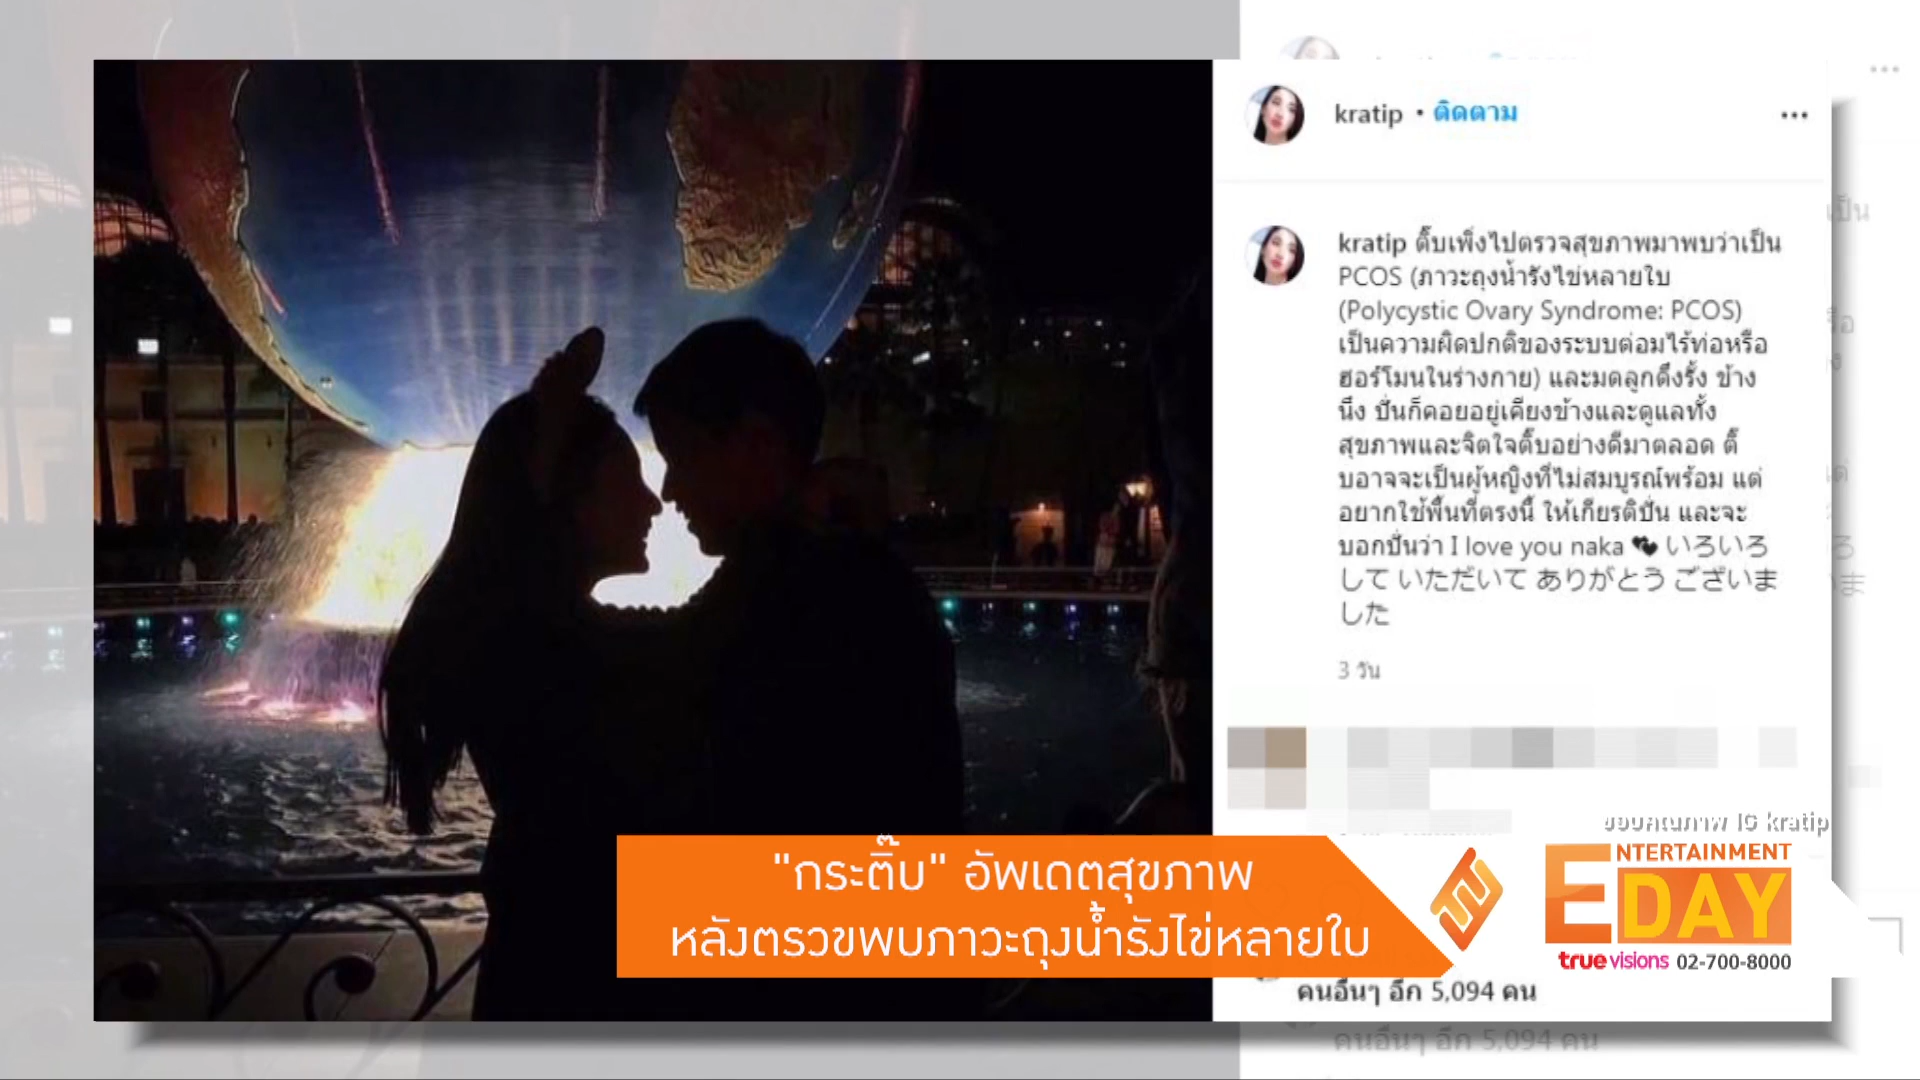 kratip • ติดตาม
kratip ติ๊บเพิ่งไปตรวจสุขภาพมาพบว่าเป็น
PCOS (ภาวะถุงน้ำรังไข่หลายใบ
(Polycystic Ovary Syndrome: PCOS)
เป็นความผิดปกติของระบบต่อมไร้ท่อหรือ
ฮอร์โมนในร่างกาย) และมดลูกดึงรั้ง ข้าง
นึง ปั่นก็คอยอยู่เคียงข้างและดูแลทั้ง
สุขภาพและจิตใจติ๊บอย่างดีมาตลอด ติ๊
บอาจจะเป็นผู้หญิงที่ไม่สมบูรณ์พร้อม แต่
อยากใช้พื้นที่ตรงนี้ ให้เกียรติปั่น และจะ
บอกปั่นว่า I love you naka 💕 いろいろ
して いただいて ありがとう ございま
した
3 วัน
ขอบคุณภาพ IG kratip
"กระติ๊บ" อัพเดตสุขภาพ
หลังตรวจพบภาวะถุงน้ำรังไข่หลายใบ
ENTERTAINMENT
DAY
truevisions 02-700-8000
คนอื่นๆ อีก 5,094 คน
คนอื่นๆ อีก 5,094 คน